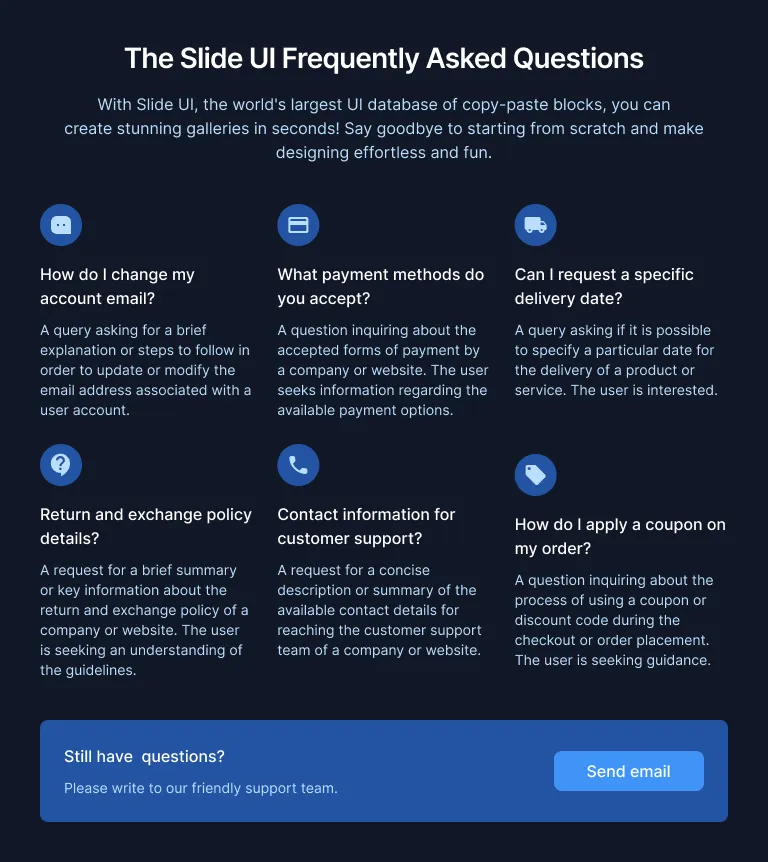 The Slide UI Frequently Asked Questions
With Slide UI, the world's largest UI database of copy-paste blocks, you can
create stunning galleries in seconds! Say goodbye to starting from scratch and make
designing effortless and fun.
How do I change my
account email?
A query asking for a brief
explanation or steps to follow in
order to update or modify the
email address associated with a
user account.
What payment methods do
you accept?
A question inquiring about the
accepted forms of payment by
a company or website. The user
seeks information regarding the
available payment options.
Can I request a specific
delivery date?
A query asking if it is possible
to specify a particular date for
the delivery of a product or
service. The user is interested.
Return and exchange policy
details?
A request for a brief summary
or key information about the
return and exchange policy of a
company or website. The user
is seeking an understanding of
the guidelines.
Contact information for
customer support?
A request for a concise
description or summary of the
available contact details for
reaching the customer support
team of a company or website.
How do I apply a coupon on
my order?
A question inquiring about the
process of using a coupon or
discount code during the
checkout or order placement.
The user is seeking guidance.
Still have  questions?
Please write to our friendly support team.
Send email